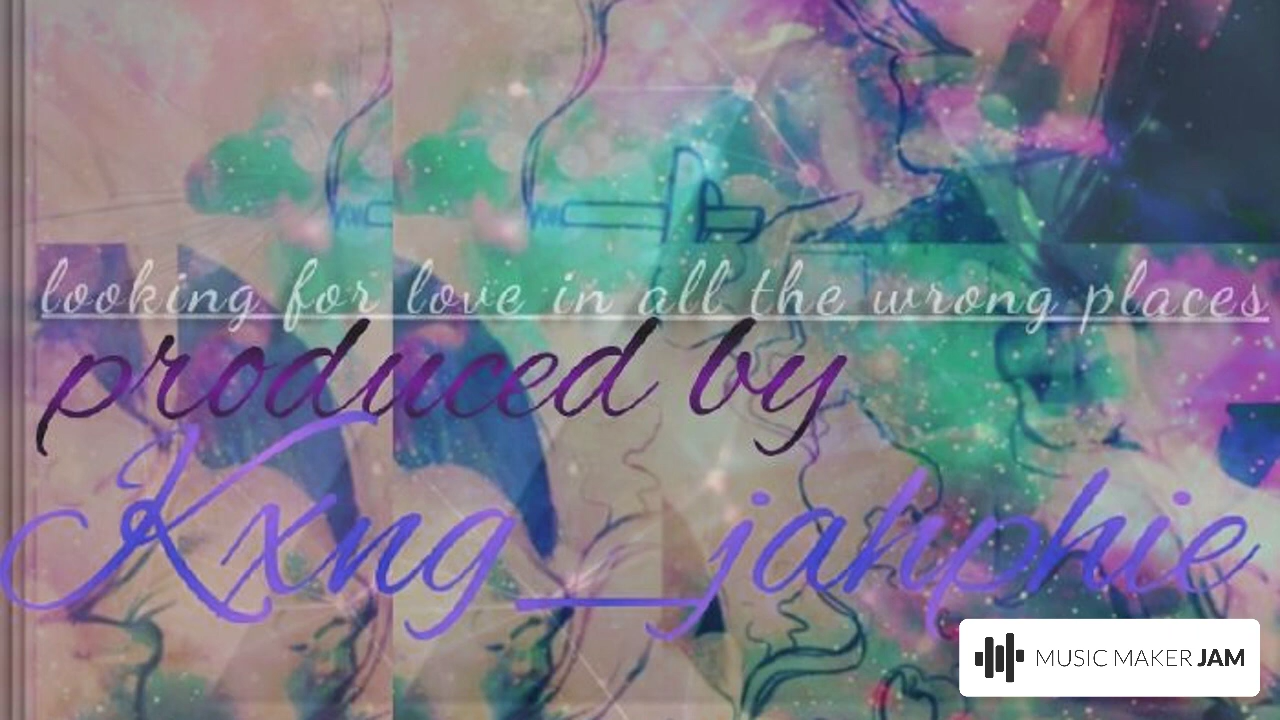 looking for love in all the wrong places
produced by
Kxng_jahphie
MUSIC MAKER JAM